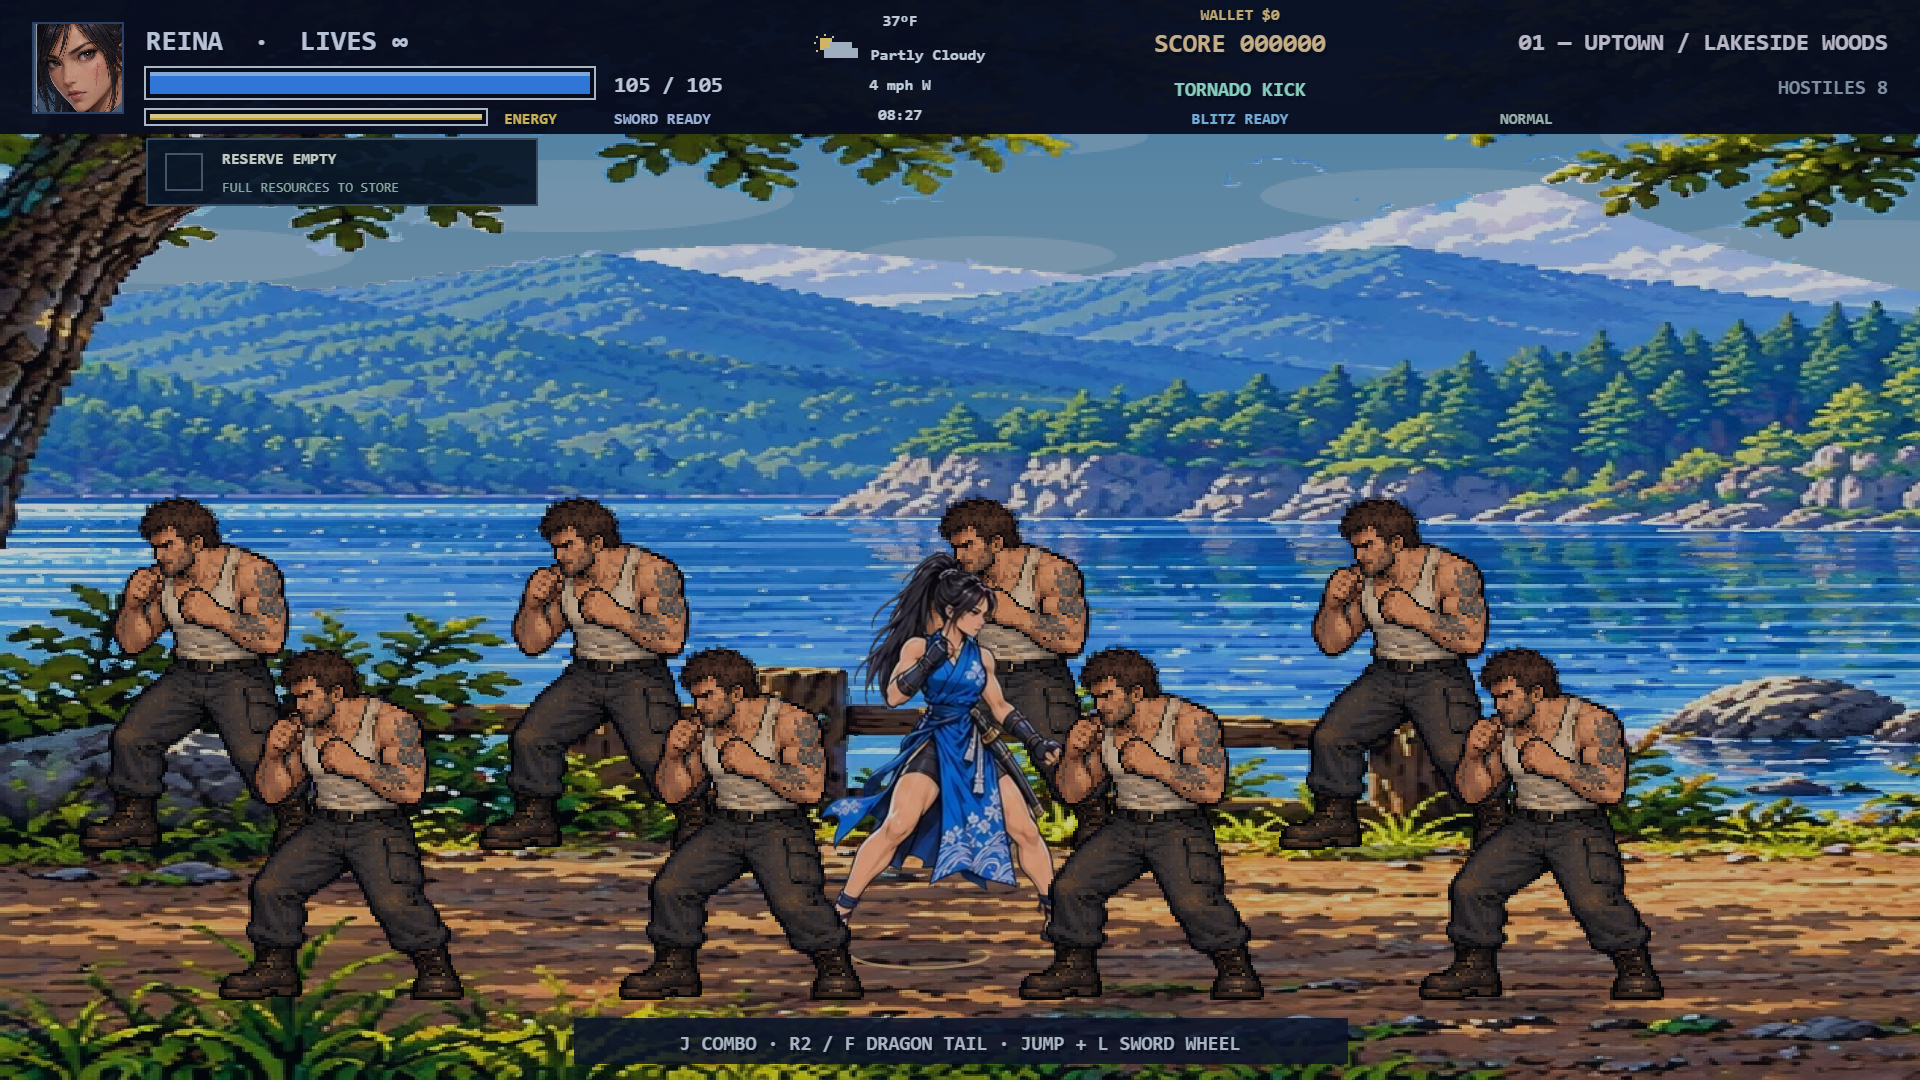 REINA · LIVES ∞
105 / 105
ENERGY
SWORD READY
RESERVE EMPTY
FULL RESOURCES TO STORE
37ºF
Partly Cloudy
4 mph W
08:27
WALLET $0
SCORE 000000
TORNADO KICK
BLITZ READY
01 — UPTOWN / LAKESIDE WOODS
HOSTILES 8
NORMAL
J COMBO · R2 / F DRAGON TAIL · JUMP + L SWORD WHEEL